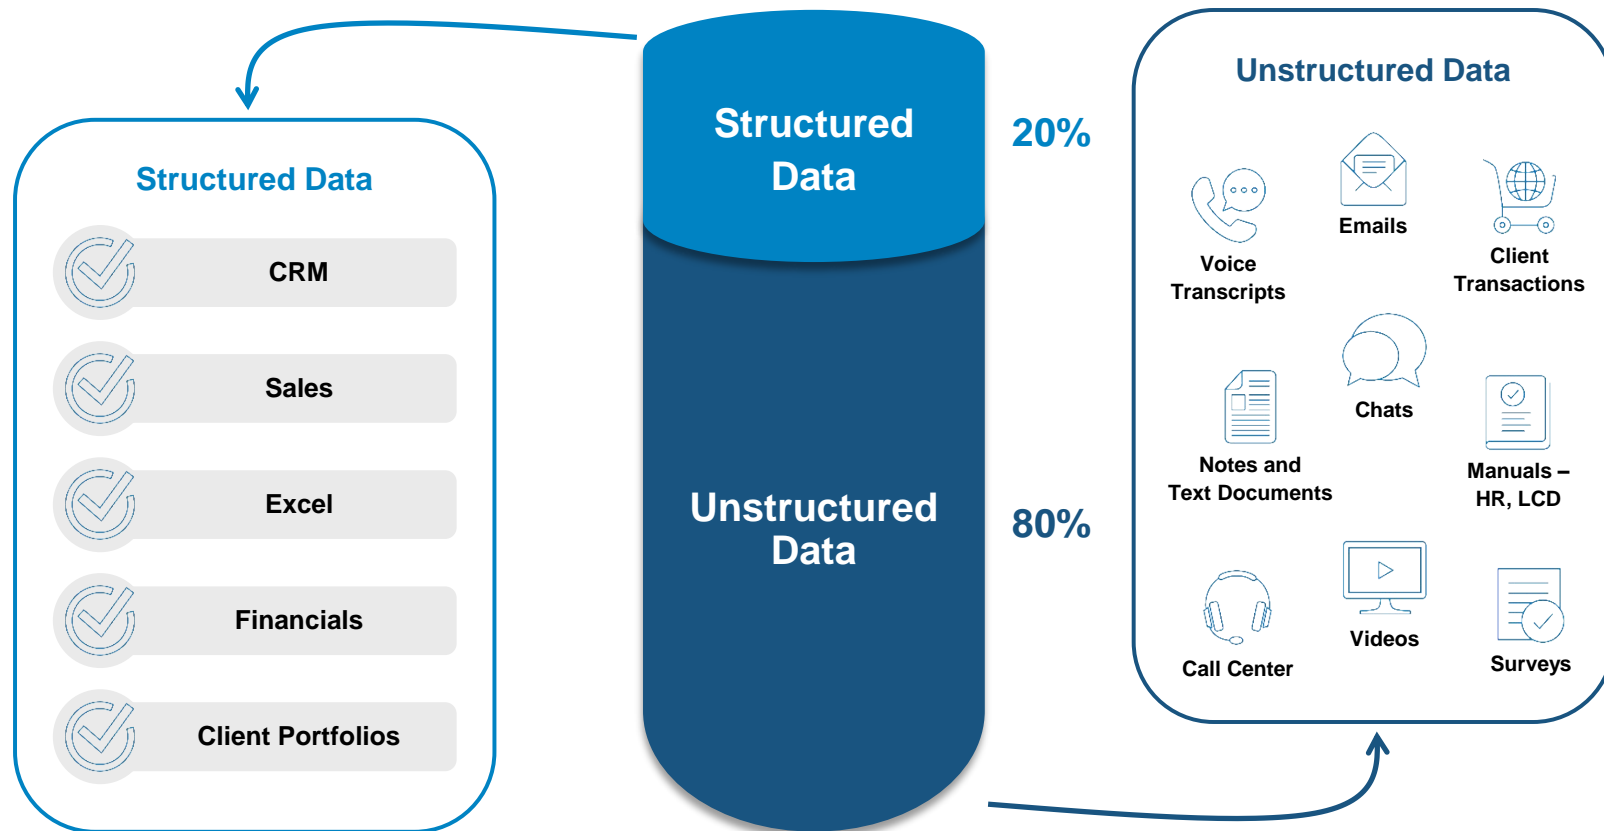 Structured Data
CRM
Sales
Excel
Financials
Client Portfolios
Structured
Data
20%
Unstructured
Data
80%
Unstructured Data
Voice
Transcripts
Emails
Client
Transactions
Notes and
Text Documents
Chats
Manuals –
HR, LCD
Call Center
Videos
Surveys